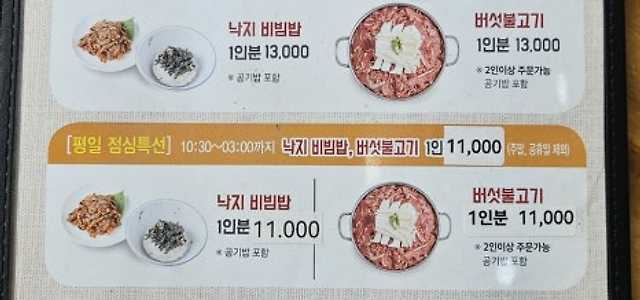 낙지 비빔밥
1인분 13,000
※ 공기밥 포함
버섯불고기
1인분 13,000
※ 2인이상 주문가능
공기밥 포함
[평일 점심특선] 10:30~03:00까지 낙지 비빔밥, 버섯불고기 1인 11,000 (주말, 공휴일 제외)
낙지 비빔밥
1인분 11.000
※ 공기밥 포함
버섯불고기
1인분 11,000
※ 2인이상 주문가능
공기밥 포함